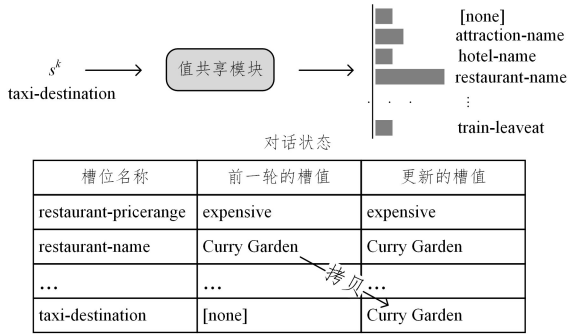 [none]
attraction-name
hotel-name
restaurant-name
. . . ⋮
train-leaveat
s^k
taxi-destination
值共享模块
对话状态
槽位名称 前一轮的槽值 更新的槽值
restaurant-pricerange expensive expensive
restaurant-name Curry Garden Curry Garden
... ... ...
拷贝
taxi-destination [none] Curry Garden